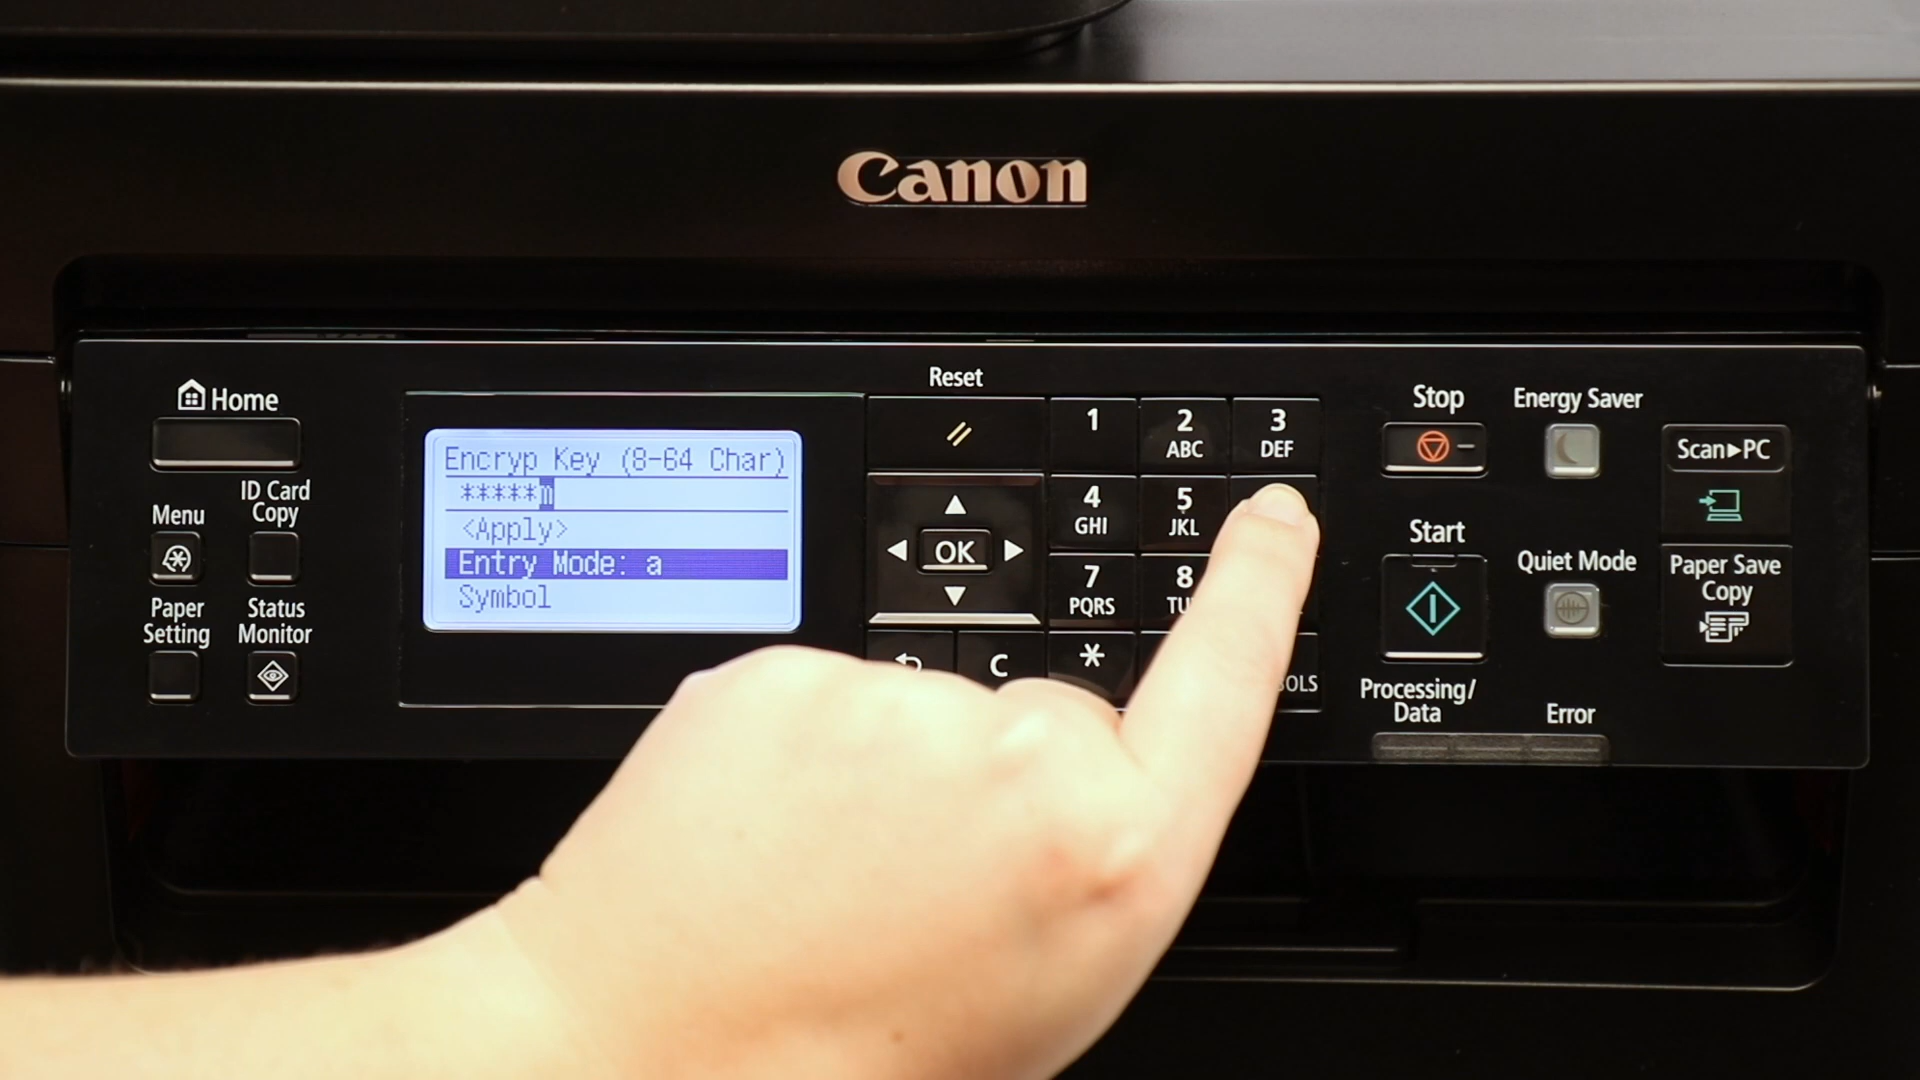 Canon
Reset
Home
Menu
ID Card
Copy
Paper
Setting
Status
Monitor
Encryp Key (8-64 Char)
*****m
<Apply>
Entry Mode: a
Symbol
OK
C
1
2
ABC
3
DEF
4
GHI
5
JKL
7
PQRS
8
*
Stop
Start
Processing/
Data
Energy Saver
Quiet Mode
Error
Scan▶PC
Paper Save
Copy